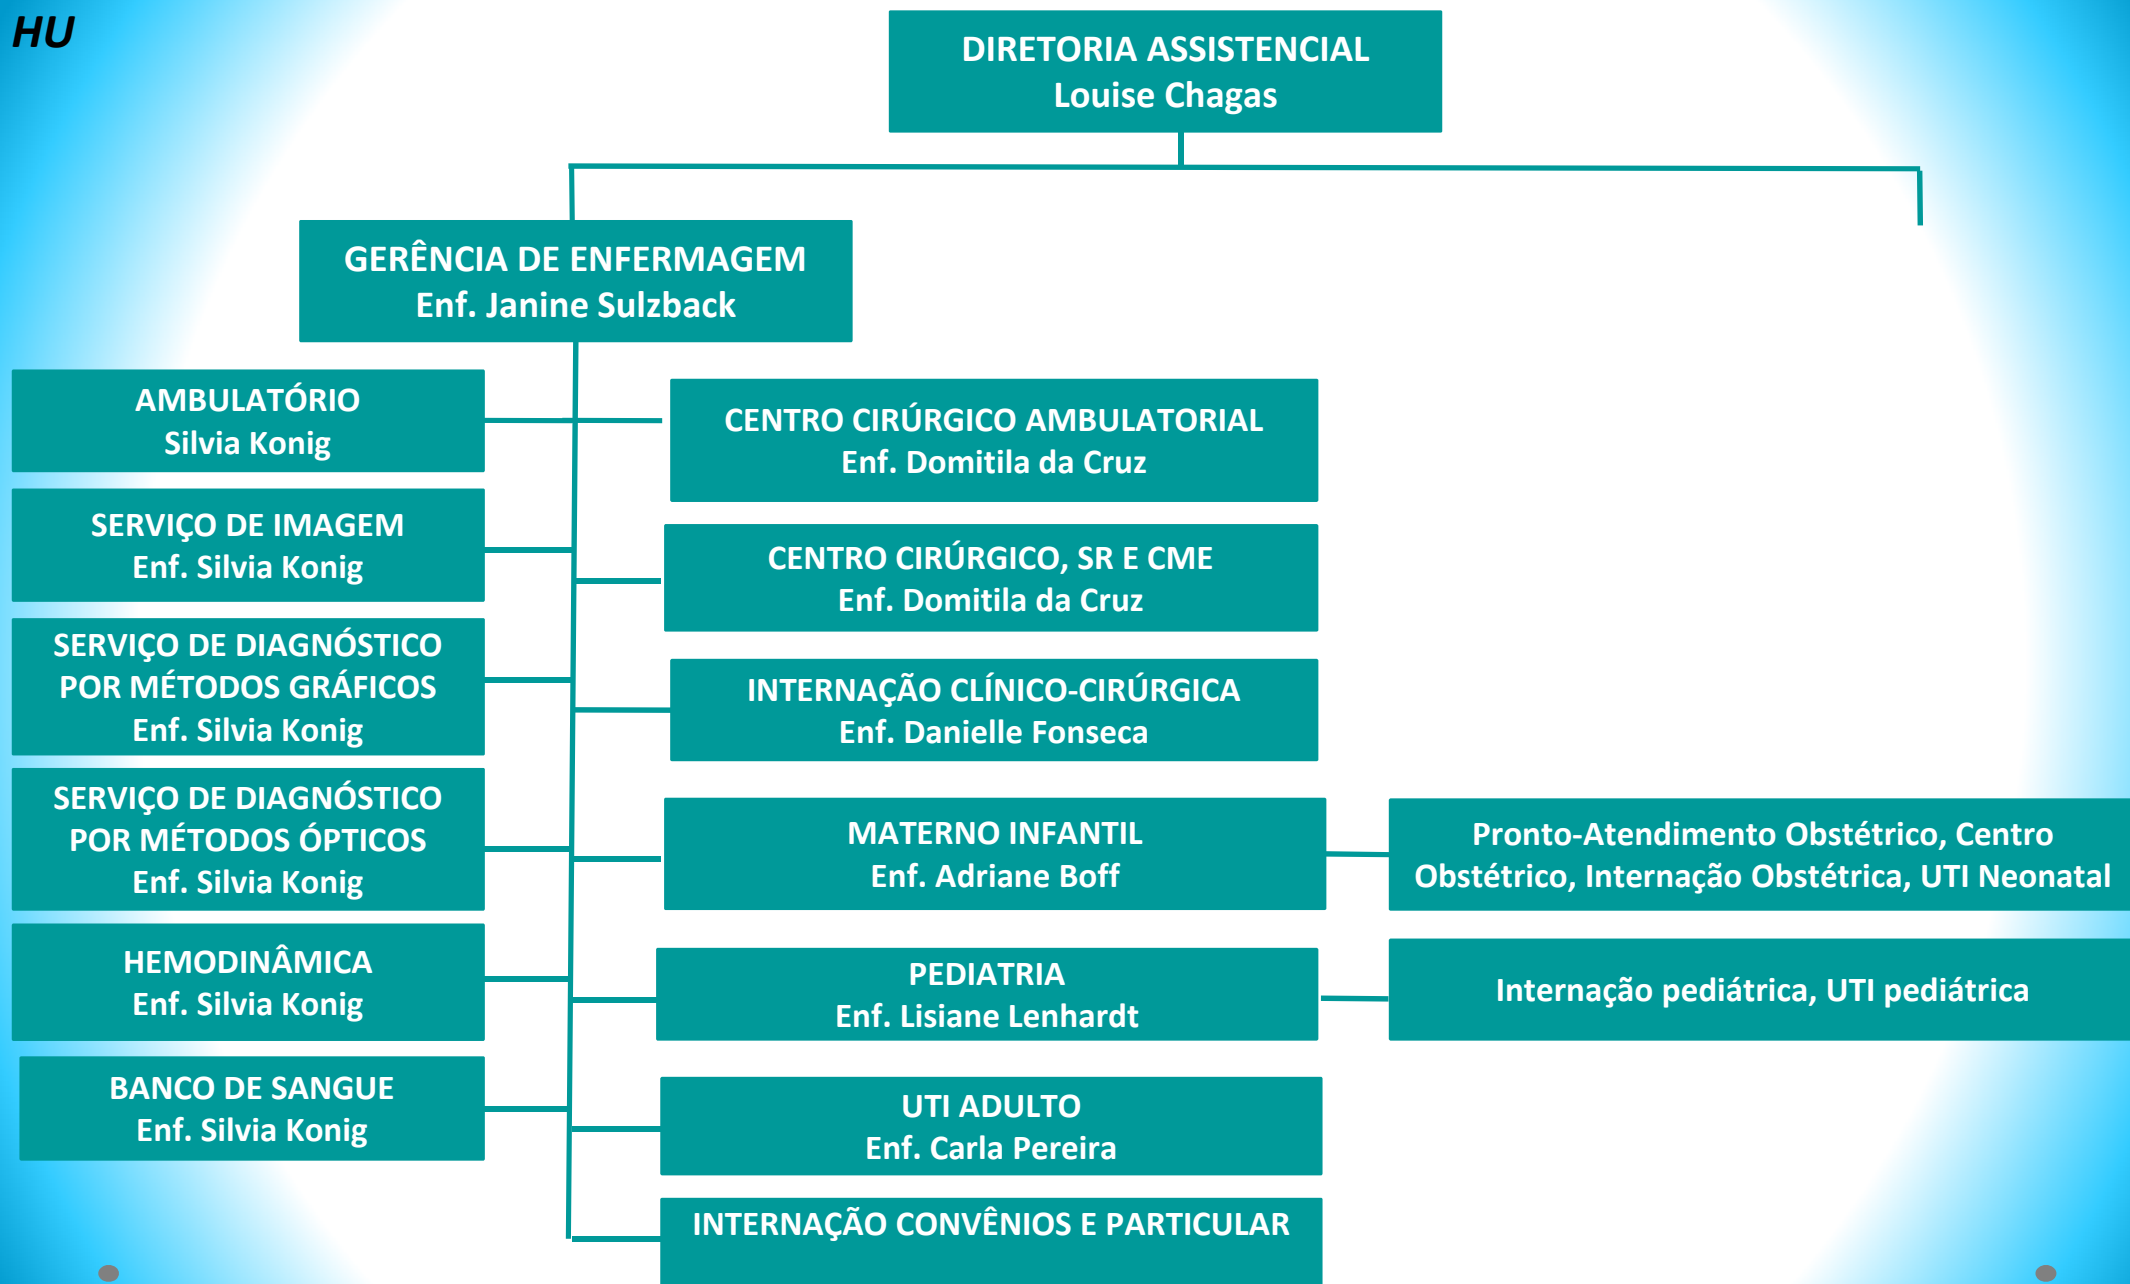 HU
DIRETORIA ASSISTENCIAL
Louise Chagas
GERÊNCIA DE ENFERMAGEM
Enf. Janine Sulzback
AMBULATÓRIO
Silvia Konig
SERVIÇO DE IMAGEM
Enf. Silvia Konig
SERVIÇO DE DIAGNÓSTICO
POR MÉTODOS GRÁFICOS
Enf. Silvia Konig
SERVIÇO DE DIAGNÓSTICO
POR MÉTODOS ÓPTICOS
Enf. Silvia Konig
HEMODINÂMICA
Enf. Silvia Konig
BANCO DE SANGUE
Enf. Silvia Konig
CENTRO CIRÚRGICO AMBULATORIAL
Enf. Domitila da Cruz
CENTRO CIRÚRGICO, SR E CME
Enf. Domitila da Cruz
INTERNAÇÃO CLÍNICO-CIRÚRGICA
Enf. Danielle Fonseca
MATERNO INFANTIL
Enf. Adriane Boff
Pronto-Atendimento Obstétrico, Centro
Obstétrico, Internação Obstétrica, UTI Neonatal
PEDIATRIA
Enf. Lisiane Lenhardt
Internação pediátrica, UTI pediátrica
UTI ADULTO
Enf. Carla Pereira
INTERNAÇÃO CONVÊNIOS E PARTICULAR